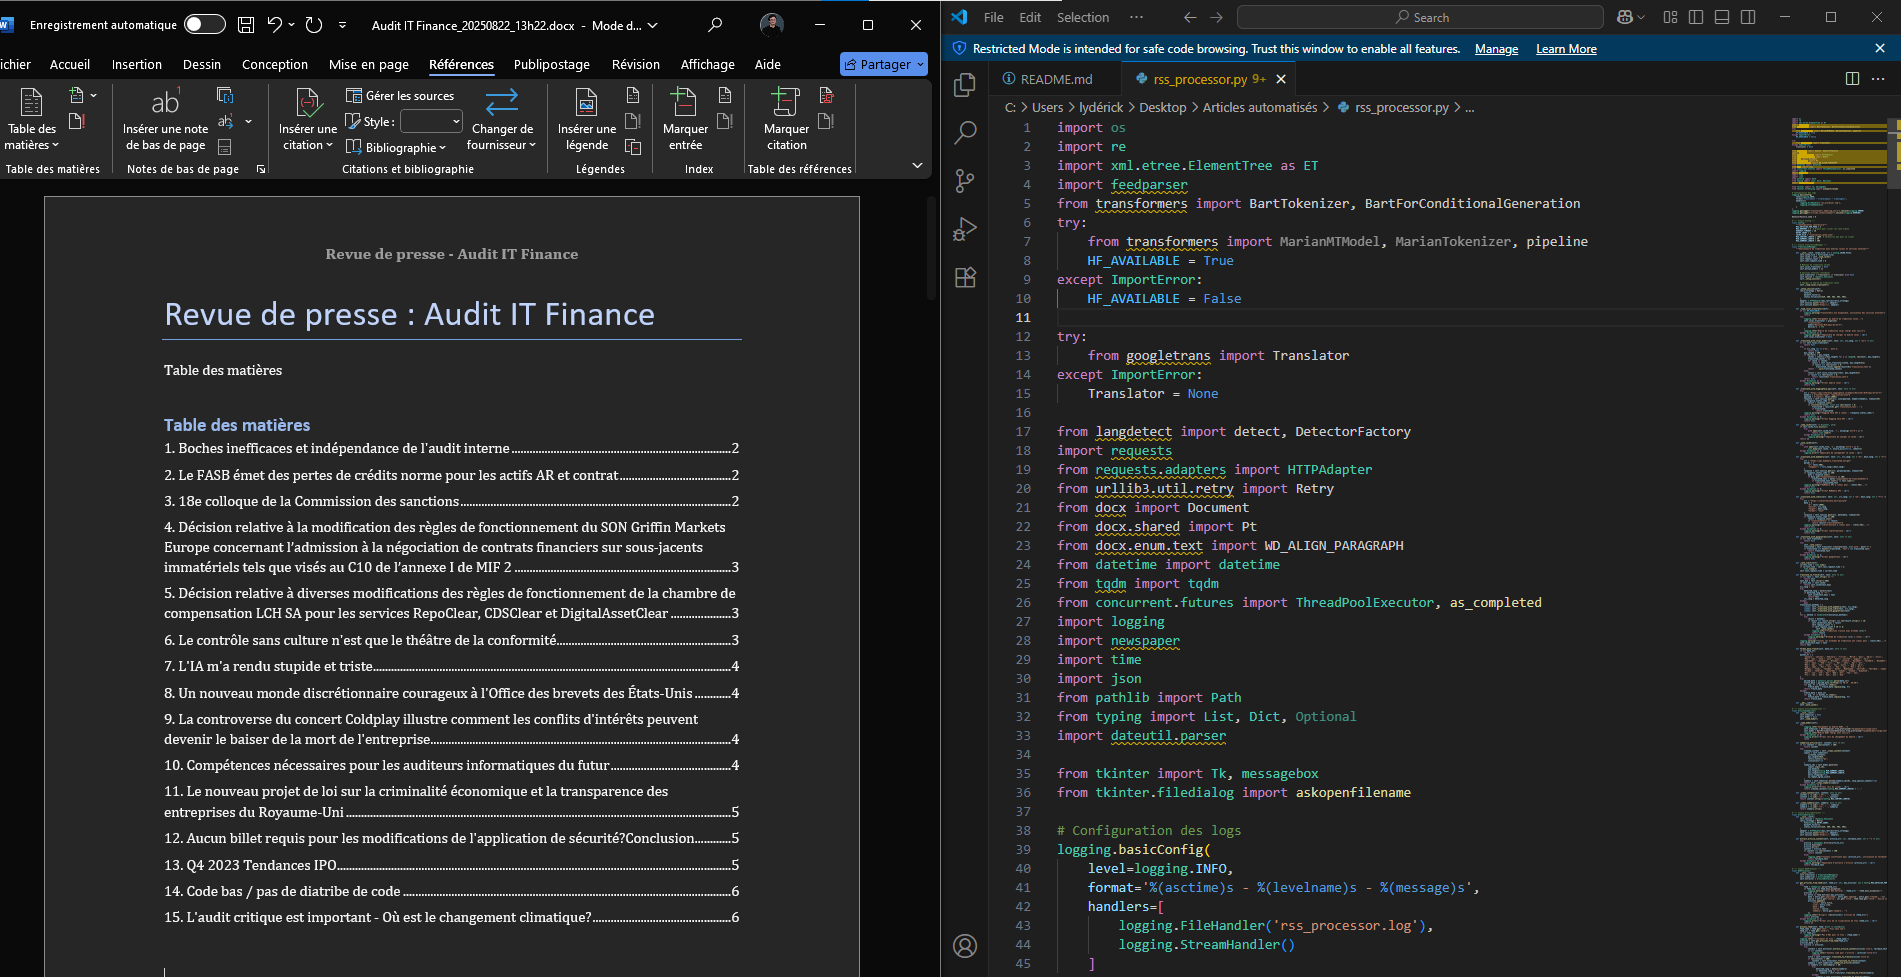 Enregistrement automatique
Audit IT Finance_20250822_13h22.docx - Mode d...
ichier Accueil Insertion Dessin Conception Mise en page Références Publipostage Révision Affichage Aide Partager
Table des matières
Insérer une note de bas de page
Insérer une citation
Gérer les sources
Style :
Bibliographie
Changer de fournisseur
Insérer une légende
Marquer entrée
Marquer citation
Table des matières Notes de bas de page Citations et bibliographie Légendes Index Table des références
Revue de presse - Audit IT Finance
Revue de presse : Audit IT Finance
Table des matières
Table des matières
1. Boches inefficaces et indépendance de l'audit interne 2
2. Le FASB émet des pertes de crédits norme pour les actifs AR et contrat 2
3. 18e colloque de la Commission des sanctions 2
4. Décision relative à la modification des règles de fonctionnement du SON Griffin Markets
Europe concernant l’admission à la négociation de contrats financiers sur sous-jacents
immatériels tels que visés au C10 de l’annexe I de MIF 2 3
5. Décision relative à diverses modifications des règles de fonctionnement de la chambre de
compensation LCH SA pour les services RepoClear, CDSClear et DigitalAssetClear 3
6. Le contrôle sans culture n'est que le théâtre de la conformité 3
7. L'IA m'a rendu stupide et triste 4
8. Un nouveau monde discrétionnaire courageux à l'Office des brevets des États-Unis 4
9. La controverse du concert Coldplay illustre comment les conflits d'intérêts peuvent
devenir le baiser de la mort de l'entreprise 4
10. Compétences nécessaires pour les auditeurs informatiques du futur 4
11. Le nouveau projet de loi sur la criminalité économique et la transparence des
entreprises du Royaume-Uni 5
12. Aucun billet requis pour les modifications de l'application de sécurité?Conclusion 5
13. Q4 2023 Tendances IPO 5
14. Code bas / pas de diatribe de code 6
15. L'audit critique est important - Où est le changement climatique? 6
File Edit Selection ... Search
Restricted Mode is intended for safe code browsing. Trust this window to enable all features. Manage Learn More
README.md rss_processor.py 9+
C: > Users > lydérick > Desktop > Articles automatisés > rss_processor.py > ...
1 import os
2 import re
3 import xml.etree.ElementTree as ET
4 import feedparser
5 from transformers import BartTokenizer, BartForConditionalGeneration
6 try:
7 from transformers import MarianMTModel, MarianTokenizer, pipeline
8 HF_AVAILABLE = True
9 except ImportError:
10 HF_AVAILABLE = False
11
12 try:
13 from googletrans import Translator
14 except ImportError:
15 Translator = None
16
17 from langdetect import detect, DetectorFactory
18 import requests
19 from requests.adapters import HTTPAdapter
20 from urllib3.util.retry import Retry
21 from docx import Document
22 from docx.shared import Pt
23 from docx.enum.text import WD_ALIGN_PARAGRAPH
24 from datetime import datetime
25 from tqdm import tqdm
26 from concurrent.futures import ThreadPoolExecutor, as_completed
27 import logging
28 import newspaper
29 import time
30 import json
31 from pathlib import Path
32 from typing import List, Dict, Optional
33 import dateutil.parser
34
35 from tkinter import Tk, messagebox
36 from tkinter.filedialog import askopenfilename
37
38 # Configuration des logs
39 logging.basicConfig(
40 level=logging.INFO,
41 format='%(asctime)s - %(levelname)s - %(message)s',
42 handlers=[
43 logging.FileHandler('rss_processor.log'),
44 logging.StreamHandler()
45 ]